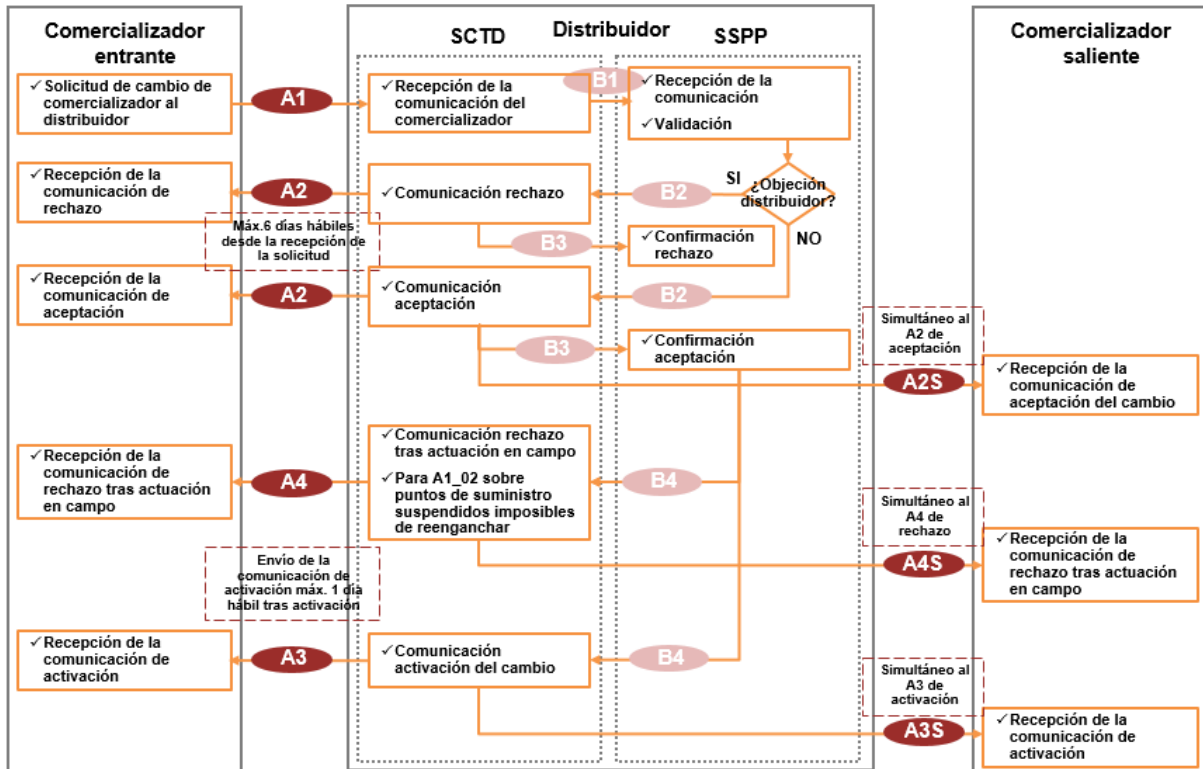 Comercializador
entrante
Distribuidor
SCTD
SSPP
Comercializador
saliente
✓ Solicitud de cambio de
comercializador al
distribuidor
A1
✓ Recepción de la
comunicación del
comercializador
B1
✓ Recepción de la
comunicación
✓ Validación
✓ Recepción de la
comunicación de
rechazo
A2
✓ Comunicación rechazo
B2
SI
¿Objeción
distribuidor?
NO
Máx.6 días hábiles
desde la recepción de
la solicitud
B3
✓ Confirmación
rechazo
✓ Recepción de la
comunicación de
aceptación
A2
✓ Comunicación
aceptación
B2
B3
✓ Confirmación
aceptación
Simultáneo al
A2 de
aceptación
A2S
✓ Recepción de la
comunicación de
aceptación del cambio
✓ Recepción de la
comunicación de
rechazo tras actuación
en campo
A4
✓ Comunicación rechazo
tras actuación en campo
✓ Para A1_02 sobre
puntos de suministro
suspendidos imposibles
de reenganchar
B4
Simultáneo al
A4 de
rechazo
A4S
✓ Recepción de la
comunicación de
rechazo tras actuación
en campo
Envío de la
comunicación de
activación máx. 1 día
hábil tras activación
✓ Recepción de la
comunicación de
activación
A3
✓ Comunicación
activación del cambio
B4
Simultáneo al
A3 de
activación
A3S
✓ Recepción de la
comunicación de
activación